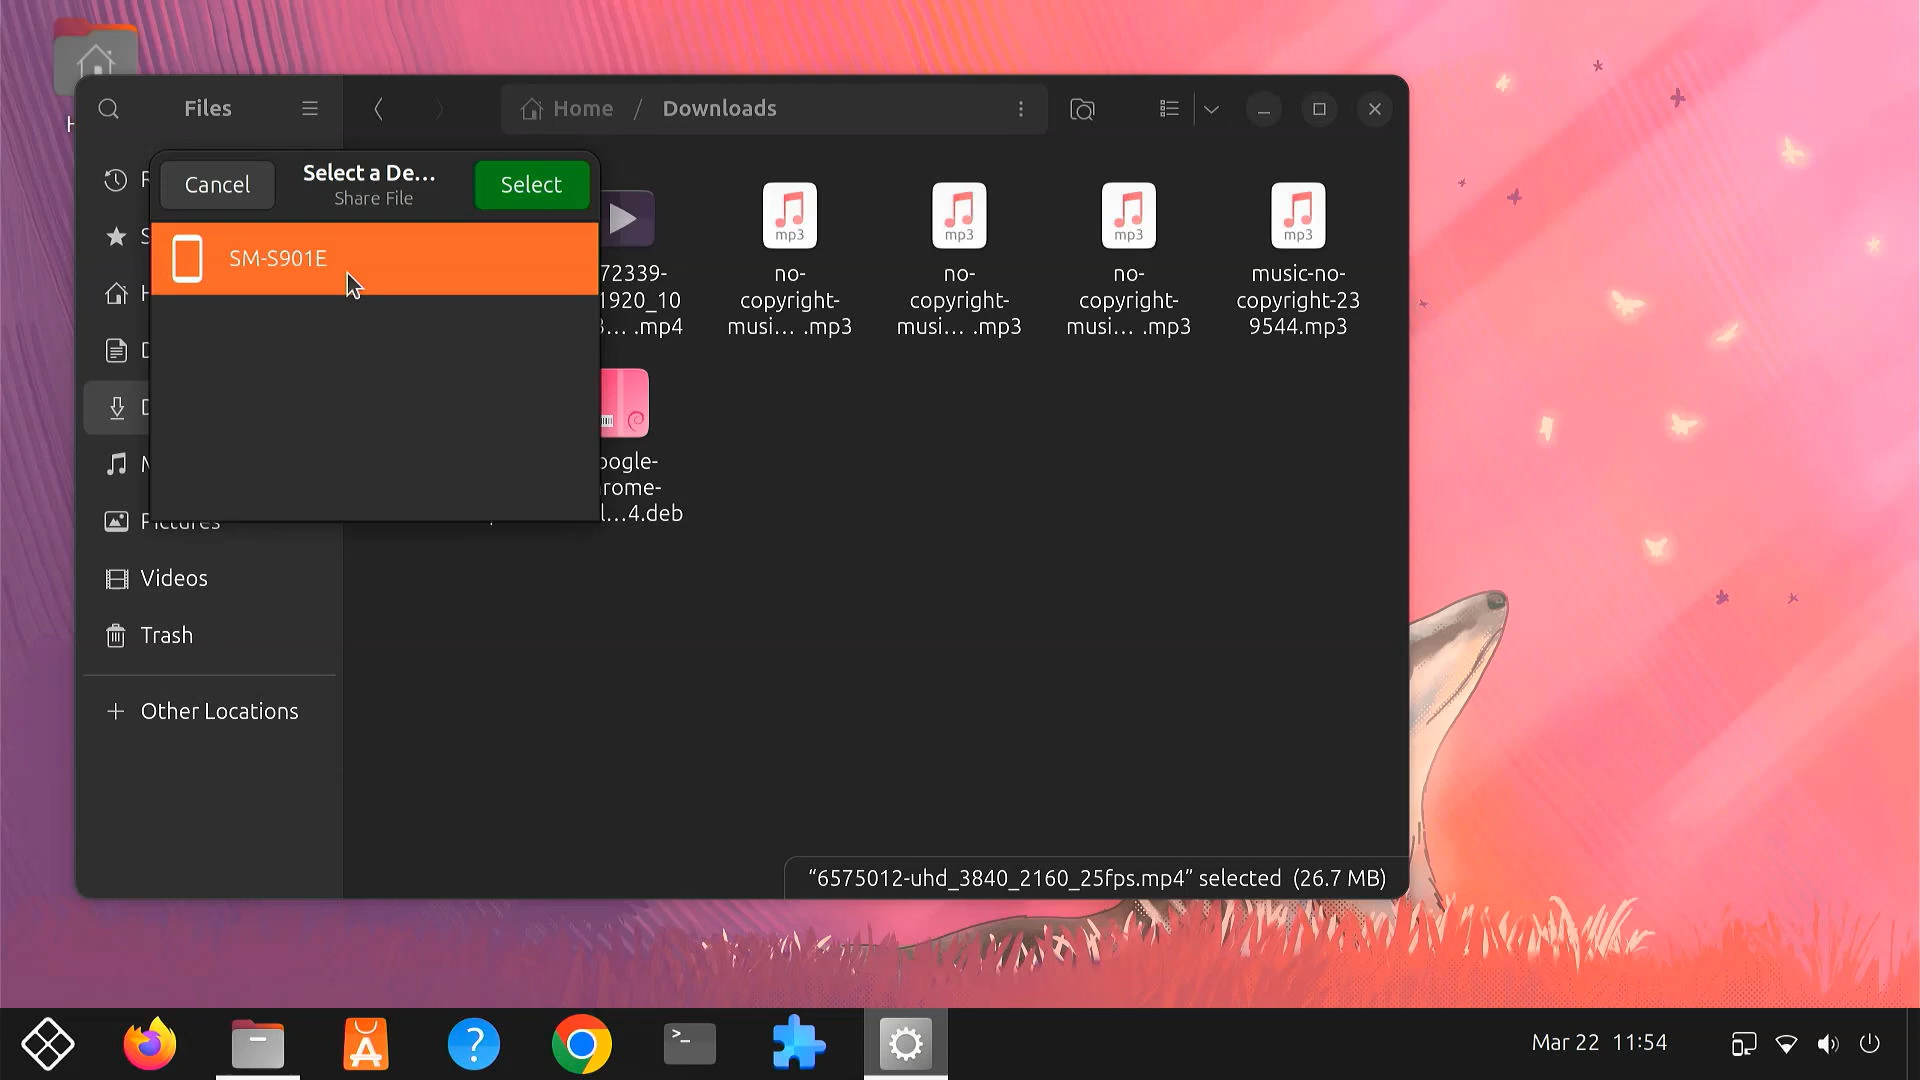 Files
Home / Downloads
Cancel
Select a De...
Share File
Select
SM-S901E
72339-
1920_10
... .mp4
mp3
no-
copyright-
musi... .mp3
mp3
no-
copyright-
musi... .mp3
mp3
no-
copyright-
musi... .mp3
mp3
music-no-
copyright-23
9544.mp3
oogle-
rome-
l...4.deb
Pictures
Videos
Trash
Other Locations
“6575012-uhd_3840_2160_25fps.mp4” selected (26.7 MB)
Mar 22 11:54